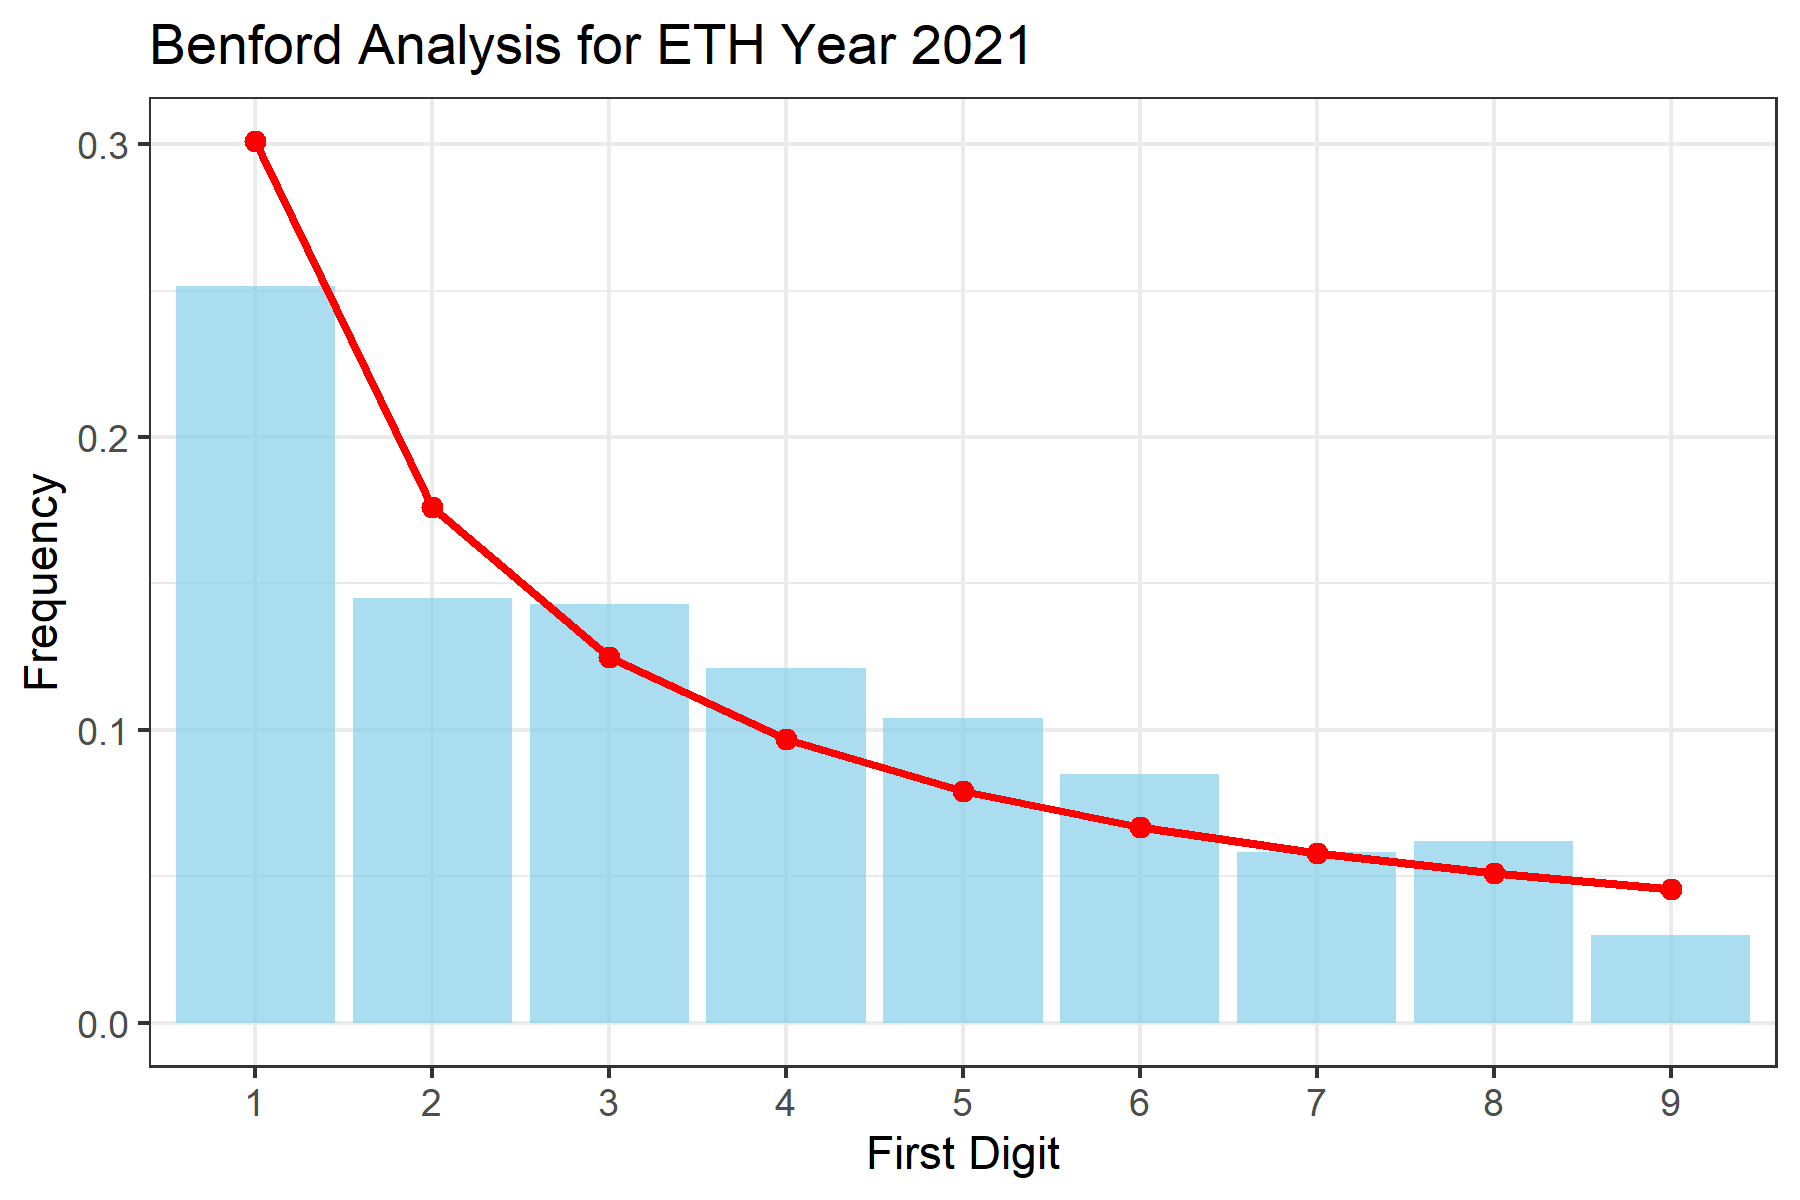 Benford Analysis for ETH Year 2021
Frequency
0.3
0.2
0.1
0.0
1 2 3 4 5 6 7 8 9
First Digit